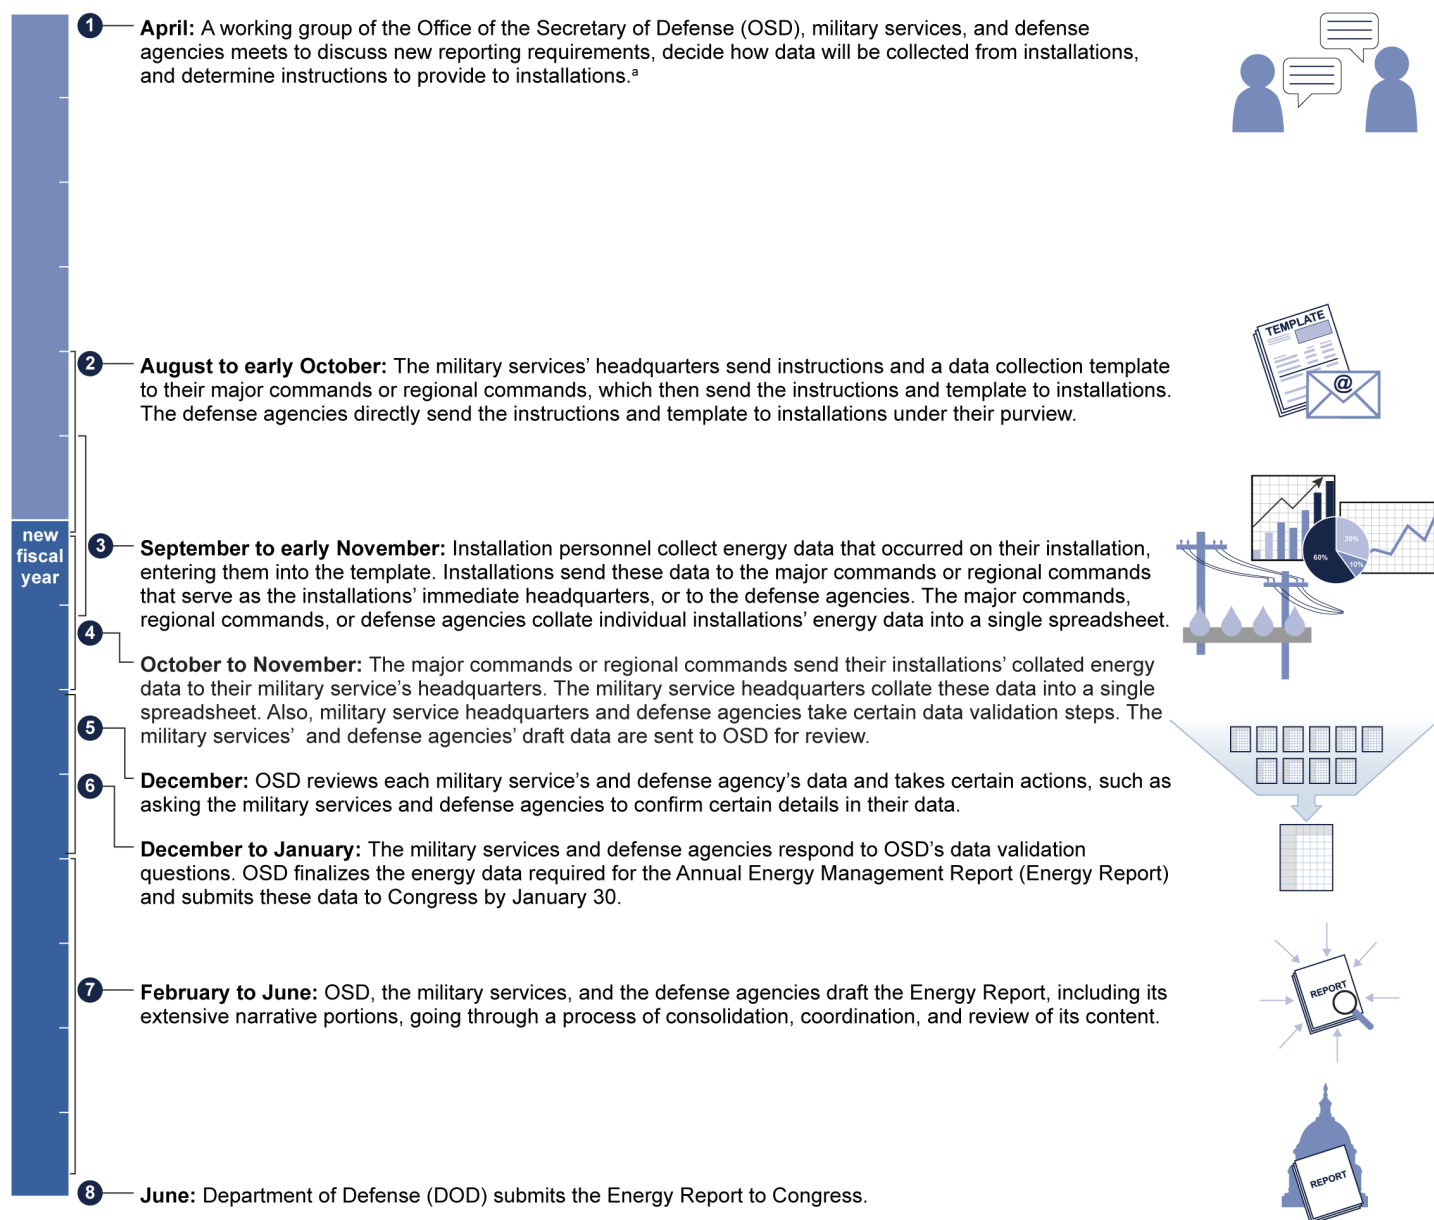 1
April: A working group of the Office of the Secretary of Defense (OSD), military services, and defense
agencies meets to discuss new reporting requirements, decide how data will be collected from installations,
and determine instructions to provide to installations.ª
TEMPLATE
@
2
August to early October: The military services’ headquarters send instructions and a data collection template
to their major commands or regional commands, which then send the instructions and template to installations.
The defense agencies directly send the instructions and template to installations under their purview.
new
fiscal
year
30%
60%
10%
3
September to early November: Installation personnel collect energy data that occurred on their installation,
entering them into the template. Installations send these data to the major commands or regional commands
that serve as the installations’ immediate headquarters, or to the defense agencies. The major commands,
regional commands, or defense agencies collate individual installations’ energy data into a single spreadsheet.
4
October to November: The major commands or regional commands send their installations’ collated energy
data to their military service’s headquarters. The military service headquarters collate these data into a single
spreadsheet. Also, military service headquarters and defense agencies take certain data validation steps. The
military services’ and defense agencies’ draft data are sent to OSD for review.
5
December: OSD reviews each military service’s and defense agency’s data and takes certain actions, such as
asking the military services and defense agencies to confirm certain details in their data.
6
December to January: The military services and defense agencies respond to OSD’s data validation
questions. OSD finalizes the energy data required for the Annual Energy Management Report (Energy Report)
and submits these data to Congress by January 30.
7
February to June: OSD, the military services, and the defense agencies draft the Energy Report, including its
extensive narrative portions, going through a process of consolidation, coordination, and review of its content.
REPORT
8
June: Department of Defense (DOD) submits the Energy Report to Congress.
REPORT